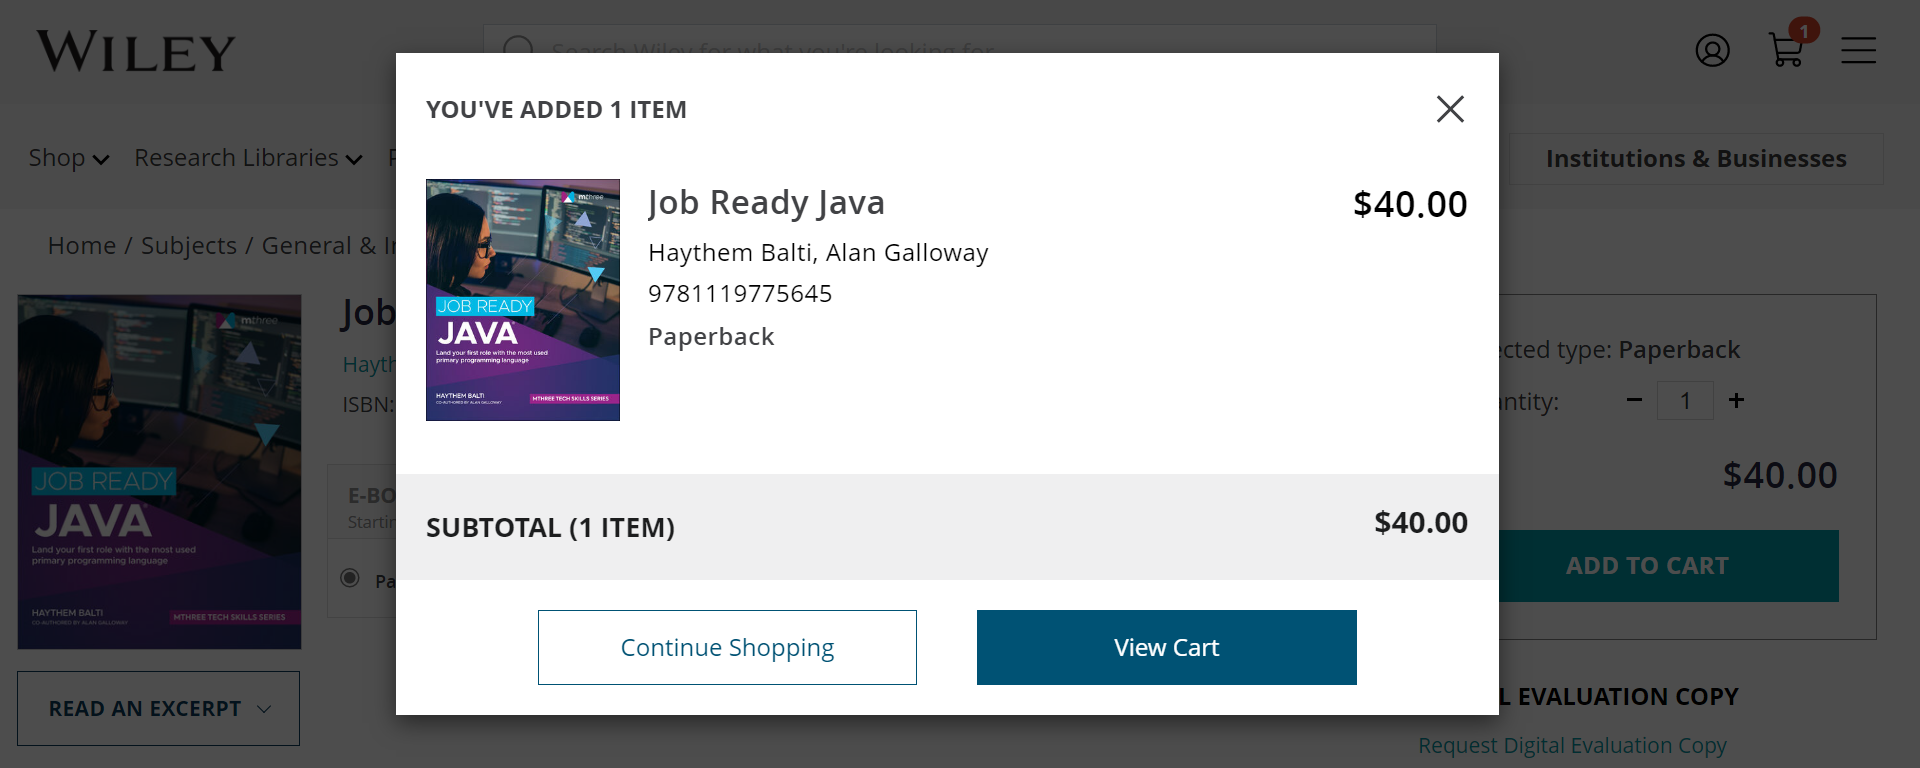 WILEY
Search Wiley for what you're looking for
1
Shop
Research Libraries
Institutions & Businesses
Home / Subjects / General & I
YOU'VE ADDED 1 ITEM
mthree
JOB READY
JAVA
Land your first role with the most used
primary programming language
HAYTHEM BALTI
CO-AUTHORED BY ALAN GALLOWAY
MTHREE TECH SKILLS SERIES
Job Ready Java
$40.00
Haythem Balti, Alan Galloway
9781119775645
Paperback
SUBTOTAL (1 ITEM)
$40.00
Continue Shopping
View Cart
mthree
JOB READY
JAVA
Land your first role with the most used
primary programming language
HAYTHEM BALTI
CO-AUTHORED BY ALAN GALLOWAY
MTHREE TECH SKILLS SERIES
READ AN EXCERPT
Job
Hayth
ISBN:
E-BO
Startin
Pa
cted type: Paperback
ntity:
1
$40.00
ADD TO CART
L EVALUATION COPY
Request Digital Evaluation Copy